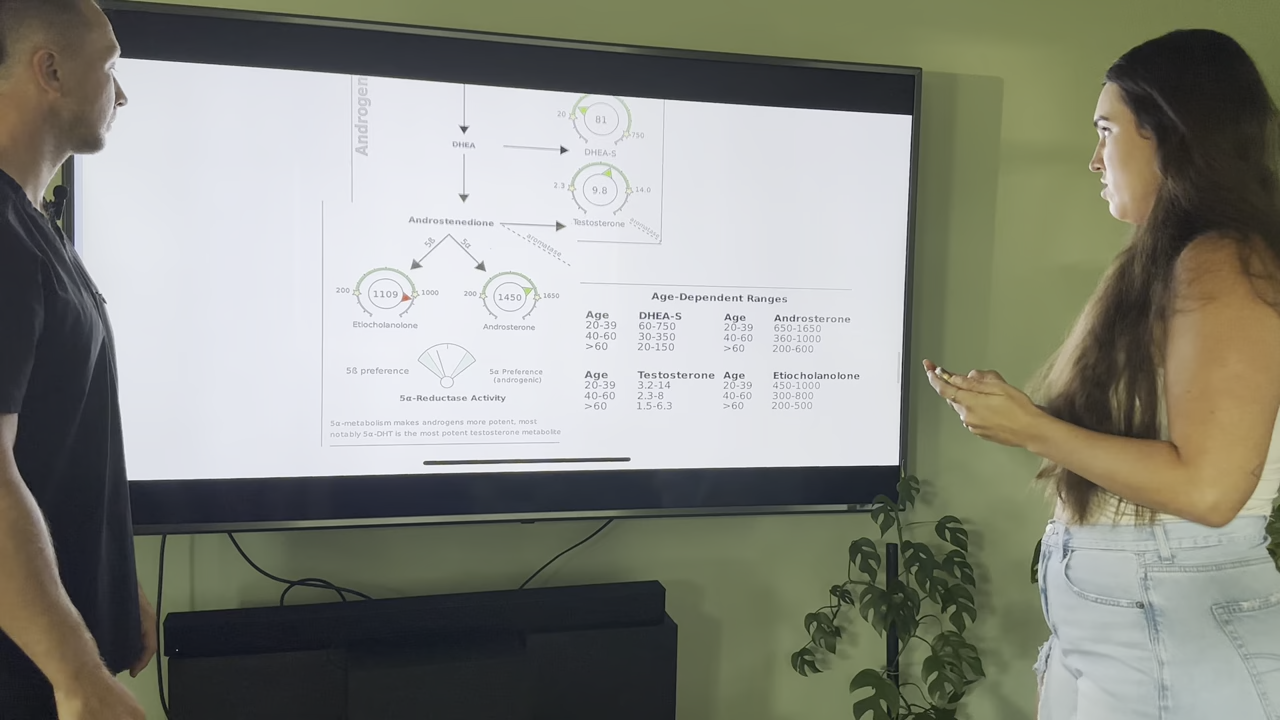 Androgen
20
81
750
DHEA
DHEA-S
2.3
9.8
14.0
Androstenedione
Testosterone
5ß
5α
aromatase
200
1109
1000
200
1450
1650
Etiocholanolone
Androsterone
5ß preference
5α Preference
(androgenic)
5α-Reductase Activity
5α-metabolism makes androgens more potent, most
notably 5α-DHT is the most potent testosterone metabolite
Age-Dependent Ranges
Age DHEA-S Age Androsterone
20-39 60-750 20-39 650-1650
40-60 30-350 40-60 360-1000
>60 20-150 >60 200-600
Age Testosterone Age Etiocholanolone
20-39 3.2-14 20-39 450-1000
40-60 2.3-8 40-60 300-800
>60 1.5-6.3 >60 200-500